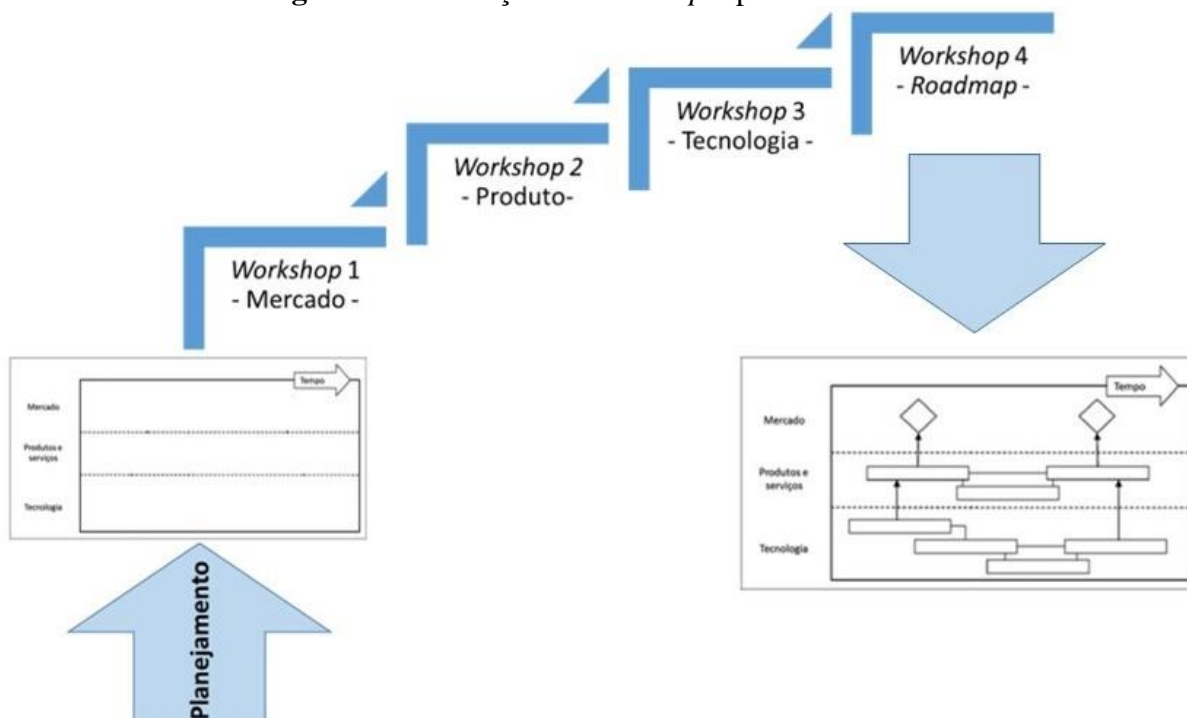 Workshop 1
- Mercado -
Workshop 2
- Produto-
Workshop 3
- Tecnologia -
Workshop 4
- Roadmap -
Tempo
Mercado
Produtos e
serviços
Tecnologia
Tempo
Mercado
Produtos e
serviços
Tecnologia
Planejamento